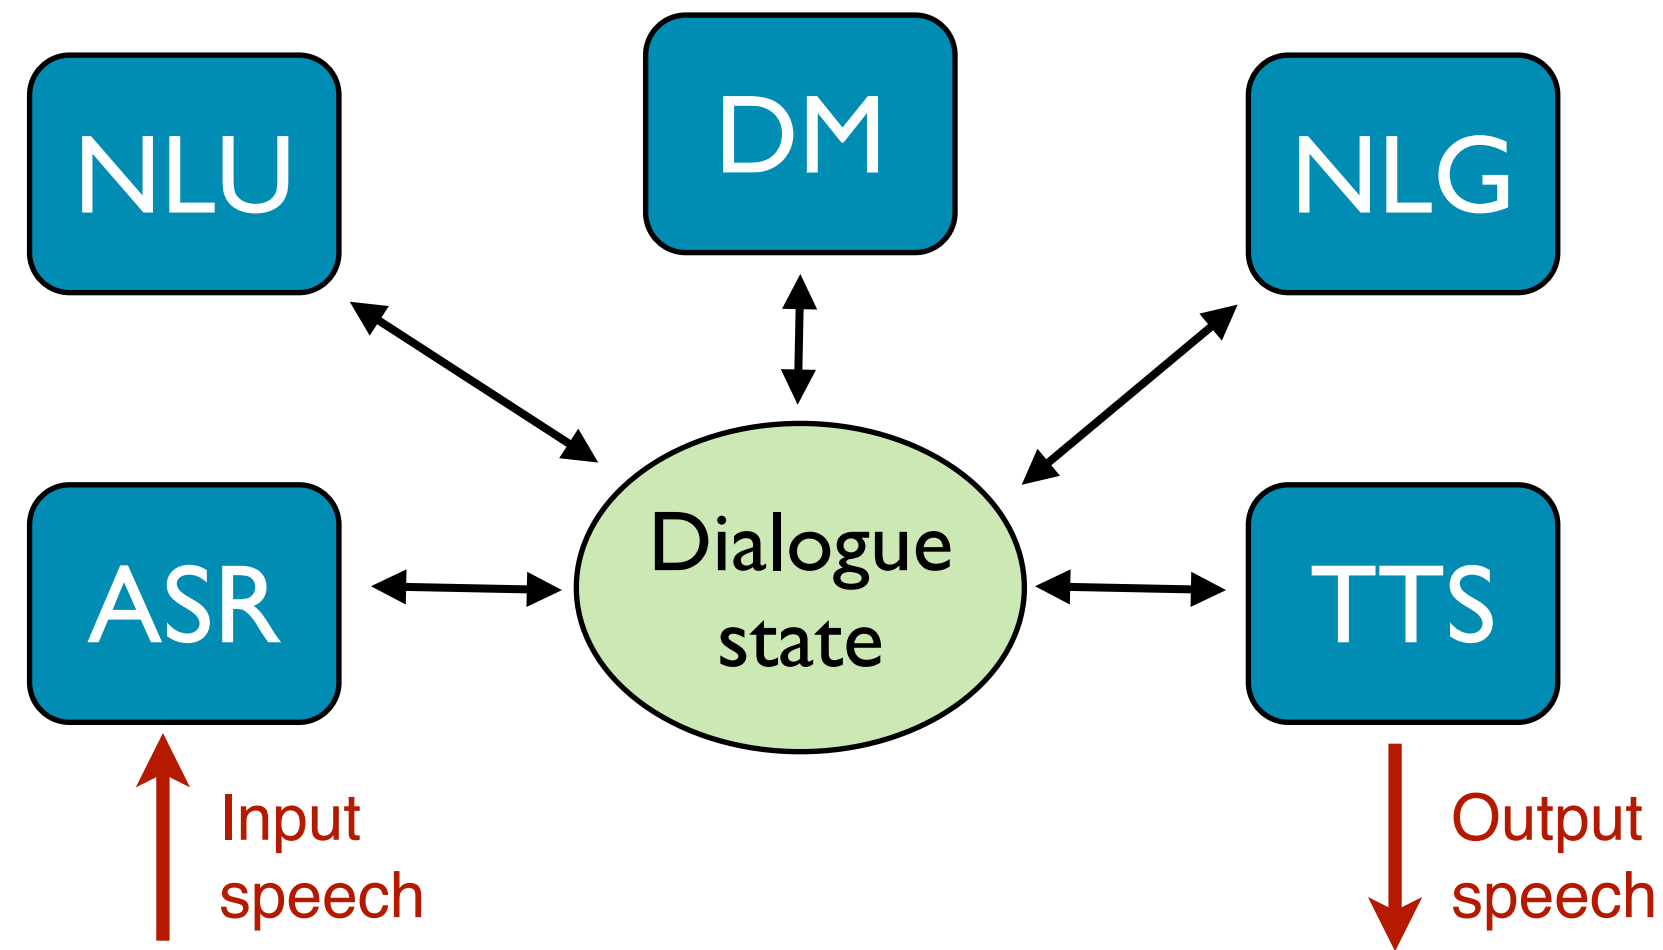 NLU
DM
NLG
ASR
Dialogue
state
TTS
Input
speech
Output
speech